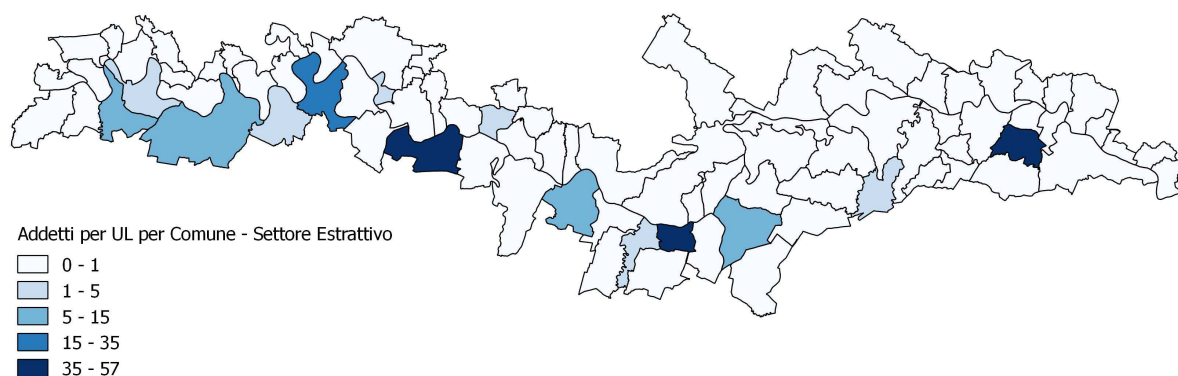 Addetti per UL per Comune - Settore Estrattivo
0 - 1
1 - 5
5 - 15
15 - 35
35 - 57